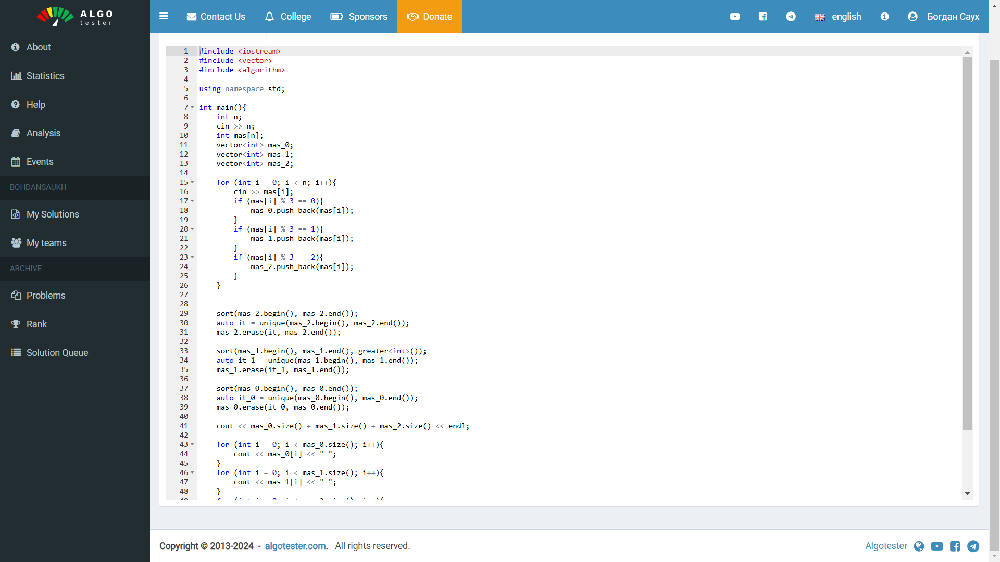 ALGO
tester
Contact Us
College
Sponsors
Donate
english
Богдан Саух
About
Statistics
Help
Analysis
Events
BOHDANSAUKH
My Solutions
My teams
ARCHIVE
Problems
Rank
Solution Queue
1 #include <iostream>
2 #include <vector>
3 #include <algorithm>
4
5 using namespace std;
6
7 int main(){
8     int n;
9     cin >> n;
10     int mas[n];
11     vector<int> mas_0;
12     vector<int> mas_1;
13     vector<int> mas_2;
14
15     for (int i = 0; i < n; i++){
16         cin >> mas[i];
17         if (mas[i] % 3 == 0){
18             mas_0.push_back(mas[i]);
19         }
20         if (mas[i] % 3 == 1){
21             mas_1.push_back(mas[i]);
22         }
23         if (mas[i] % 3 == 2){
24             mas_2.push_back(mas[i]);
25         }
26     }
27
28
29     sort(mas_2.begin(), mas_2.end());
30     auto it = unique(mas_2.begin(), mas_2.end());
31     mas_2.erase(it, mas_2.end());
32
33     sort(mas_1.begin(), mas_1.end(), greater<int>());
34     auto it_1 = unique(mas_1.begin(), mas_1.end());
35     mas_1.erase(it_1, mas_1.end());
36
37     sort(mas_0.begin(), mas_0.end());
38     auto it_0 = unique(mas_0.begin(), mas_0.end());
39     mas_0.erase(it_0, mas_0.end());
40
41     cout << mas_0.size() + mas_1.size() + mas_2.size() << endl;
42
43     for (int i = 0; i < mas_0.size(); i++){
44         cout << mas_0[i] << " ";
45     }
46     for (int i = 0; i < mas_1.size(); i++){
47         cout << mas_1[i] << " ";
48     }
Copyright © 2013-2024 - algotester.com. All rights reserved.
Algotester